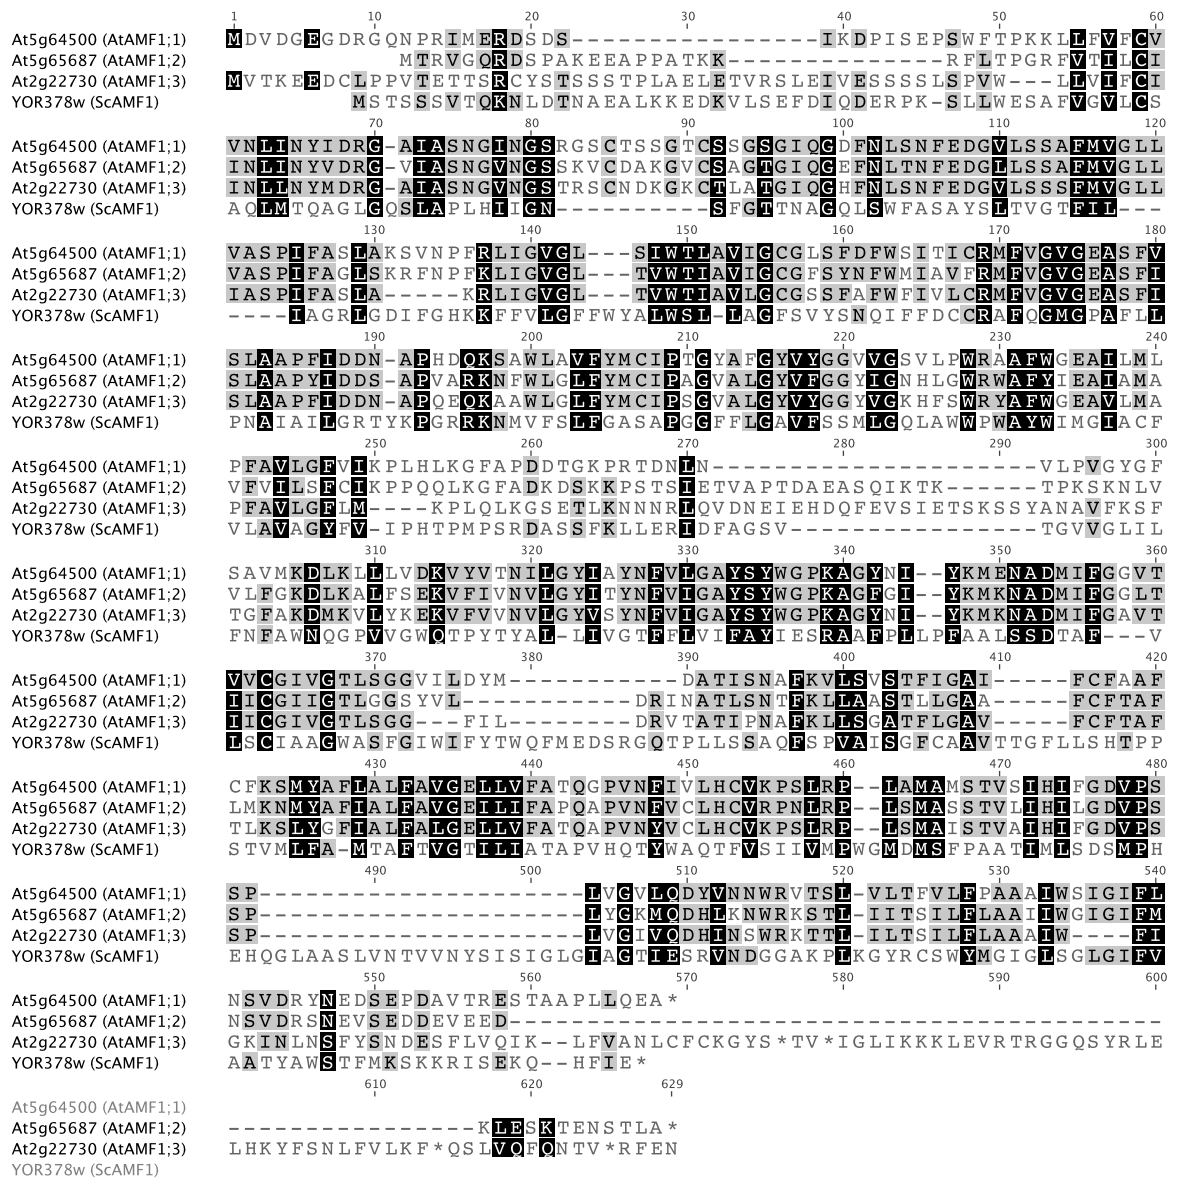 1 10 20 30 40 50 60
At5g64500 (AtAMF1;1) MDVDGEGDRGQNPRIMERDSDS----------------IKDPISEPSWFTPKKLLFVFCV
At5g65687 (AtAMF1;2) MTRVGQRDSPAKEEAPPATKK--------------RFLTPGRFVTILCI
At2g22730 (AtAMF1;3) MVTKEEDCLPPVTETTSRCYSTSSSTPLAELETVRSLEIVESSSSLSPVW---LLVIFCI
YOR378w (ScAMF1) MSTSSSVTQKNLDTNAEALKKEDKVLSEFDIQDERPK-SLLWESAFVGVLCS
70 80 90 100 110 120
At5g64500 (AtAMF1;1) VNLINYIDRG-AIASNGINGSRGSCTSSGTCSSGSGIQGDFNLSNFEDGVLSSAFMVGLL
At5g65687 (AtAMF1;2) INLINYVDRG-VIASNGVNGSSKVCDAKGVCSAGTGIQGEFNLTNFEDGLLSSAFMVGLL
At2g22730 (AtAMF1;3) INLLNYMDRG-AIASNGVNGSTRSCNDKGKCTLATGIQGHFNLSNFEDGVLSSSFMVGLL
YOR378w (ScAMF1) AQLMTQAGLGQSLAPLHIIGN----------SFGTTNAGQLSWFASAYSLTVGTFIL---
130 140 150 160 170 180
At5g64500 (AtAMF1;1) VASPIFASLAKSVNPFRLIGVGL---SIWTLAVIGCGLSFDFWSITICRMFVGVGEASFV
At5g65687 (AtAMF1;2) VASPIFAGLSKRFNPFKLIGVGL---TVWTIAVIGCGFSYNFWMIAVFRMFVGVGEASFI
At2g22730 (AtAMF1;3) IASPIFASLA-----KRLIGVGL---TVWTIAVLGCGSSFAFWFIVLCRMFVGVGEASFI
YOR378w (ScAMF1) ----IAGRLGDIFGHKKFFVLGFFWYALWSL-LAGFSVYSNQIFFDCCRAFQGMGPAFLL
190 200 210 220 230 240
At5g64500 (AtAMF1;1) SLAAPFIDDN-APHDQKSAWLAVFYMCIPTGYAFGYVYGGVVGSVLPWRAAFWGEAILML
At5g65687 (AtAMF1;2) SLAAPYIDDS-APVARKNFWLGLFYMCIPAGVALGYVFGGYIGNHLGWRWAFYIEAIAMA
At2g22730 (AtAMF1;3) SLAAPFIDDN-APQEQKAAWLGLFYMCIPSGVALGYVYGGYVGKHFSWRYAFWGEAVLMA
YOR378w (ScAMF1) PNAIAILGRTYKPGRRKNMVFSLFGASAPGGFFLGAVFSSMLGQLAWWPWAYWIMGIACF
250 260 270 280 290 300
At5g64500 (AtAMF1;1) PFAVLGFVIKPLHLKGFAPDDTGKPRTDNLN---------------------VLPVGYGF
At5g65687 (AtAMF1;2) VFVILSFCIKPPQQLKGFADKDSKKPSTSIETVAPTDAEASQIKTK------TPKSKNLV
At2g22730 (AtAMF1;3) PFAVLGFLM----KPLQLKGSETLKNNNRLQVDNEIEHDQFEVSIETSKSSYANAVFKSF
YOR378w (ScAMF1) VLAVAGYFV-IPHTPMPSRDASSFKLLERIDFAGSV----------------TGVVGLIL
310 320 330 340 350 360
At5g64500 (AtAMF1;1) SAVMKDLKLLLVDKVYVTNILGYIAYNFVLGAYSYWGPKAGYNI--YKMENADMIFGGVT
At5g65687 (AtAMF1;2) VLFGKDLKALFSEKVFIVNVLGYITYNFVIGAYSYWGPKAGFGI--YKMKNADMIFGGLT
At2g22730 (AtAMF1;3) TGFAKDMKVLYKEKVFVVNVLGYVSYNFVIGAYSYWGPKAGYNI--YKMKNADMIFGAVT
YOR378w (ScAMF1) FNFAWNQGPVVGWQTPYTYAL-LIVGTFFLVIFAYIESRAAFPLLPFAALSSDTAF---V
370 380 390 400 410 420
At5g64500 (AtAMF1;1) VVCGIVGTLSGGVILDYM-----------DATISNAFKVLSVSTFIGAI-----FCFAAF
At5g65687 (AtAMF1;2) IICGIIGTLGGSYVL-----------DRINATLSNTFKLLAASTLLGAA-----FCFTAF
At2g22730 (AtAMF1;3) IICGIVGTLSGG---FIL--------DRVTATIPNAFKLLSGATFLGAV-----FCFTAF
YOR378w (ScAMF1) LSCIAAGWASFGIWIFYTWQFMEDSRGQTPLLSSAQFSPVAISGFCAAVTTGFLLSHTPP
430 440 450 460 470 480
At5g64500 (AtAMF1;1) CFKSMYAFLALFAVGELLVFATQGPVNFIVLHCVKPSLRP--LAMAMSTVSIHIFGDVPS
At5g65687 (AtAMF1;2) LMKNMYAFIALFAVGEILIFAPQAPVNFVCLHCVRPNLRP--LSMASSTVLIHILGDVPS
At2g22730 (AtAMF1;3) TLKSLYGFIALFALGELLVFATQAPVNYVCLHCVKPSLRP--LSMAISTVAIHIFGDVPS
YOR378w (ScAMF1) STVMLFA-MTAFTVGTILIATAPVHQTYWAQTFVSIIVMPWGMDMSFPAATIMLSDSMPH
490 500 510 520 530 540
At5g64500 (AtAMF1;1) SP---------------------LVGVLQDYVNNWRVTSL-VLTFVLFPAAAIWSIGIFL
At5g65687 (AtAMF1;2) SP---------------------LYGKMQDHLKNWRKSTL-IITSILFLAAIIWGIGIFM
At2g22730 (AtAMF1;3) SP---------------------LVGIVQDHINSWRKTTL-ILTSILFLAAAIW----FI
YOR378w (ScAMF1) EHQGLAASLVNTVVNYSISIGLGIAGTIESRVNDGGAKPLKGYRCSWYMGIGLSGLGIFV
550 560 570 580 590 600
At5g64500 (AtAMF1;1) NSVDRYNEDSEPDAVTRESTAAPLLQEA*
At5g65687 (AtAMF1;2) NSVDRSNEVSEDDEVEED------------------------------------------
At2g22730 (AtAMF1;3) GKINLNSFYSNDESFLVQIK--LFVANLCFCKGYS*TV*IGLIKKKLEVRTRGGQSYRLE
YOR378w (ScAMF1) AATYAWSTFMKSKKRISEKQ--HFIE*
610 620 629
At5g64500 (AtAMF1;1)
At5g65687 (AtAMF1;2) ----------------KLESKTENSTLA*
At2g22730 (AtAMF1;3) LHKYFSNLFVLKF*QSLVQFQNTV*RFEN
YOR378w (ScAMF1)